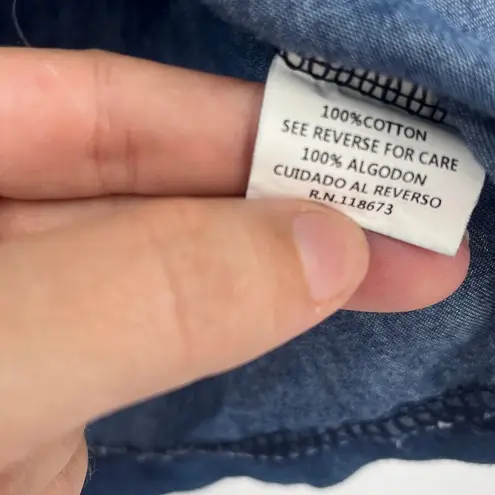 100%COTTON
SEE REVERSE FOR CARE
100% ALGODON
CUIDADO AL REVERSO
R.N.118673